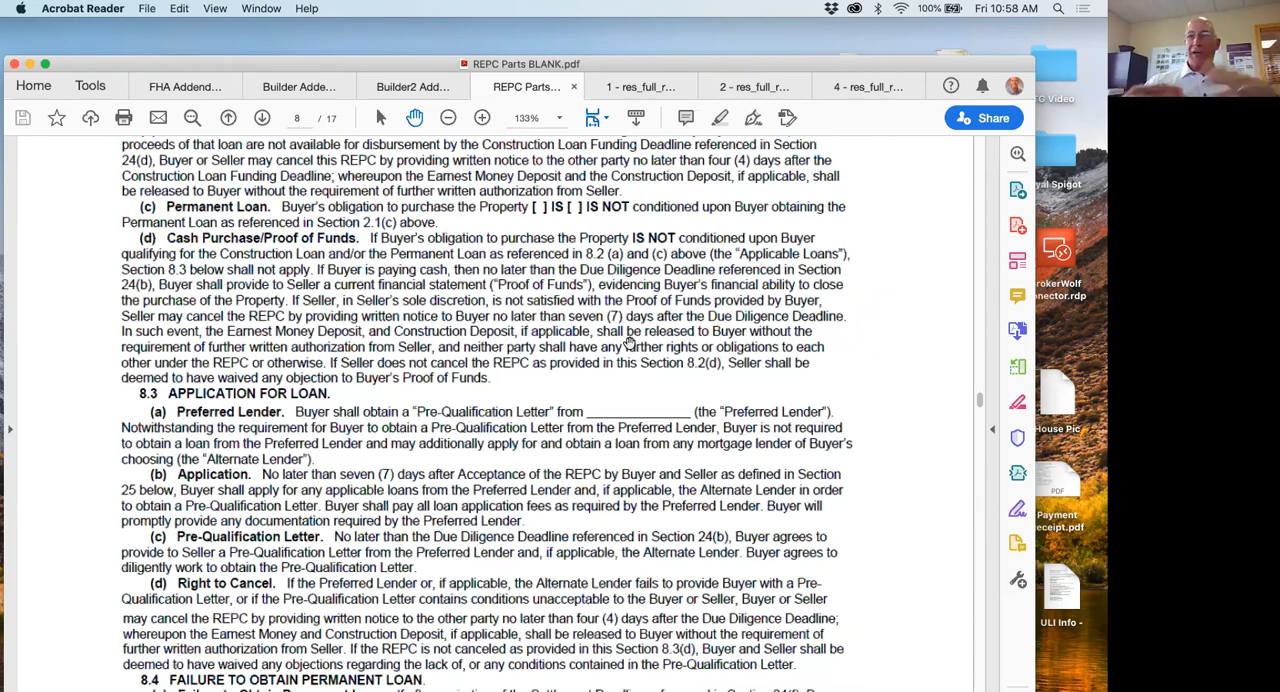 Acrobat Reader File Edit View Window Help
100% Fri 10:58 AM
REPC Parts BLANK.pdf
Home Tools FHA Addend... Builder Adde... Builder2 Add... REPC Parts... × 1 - res_full_r... 2 - res_full_r... 4 - res_full_r...
8 / 17 133% Share
proceeds of that loan are not available for disbursement by the Construction Loan Funding Deadline referenced in Section
24(d), Buyer or Seller may cancel this REPC by providing written notice to the other party no later than four (4) days after the
Construction Loan Funding Deadline; whereupon the Earnest Money Deposit and the Construction Deposit, if applicable, shall
be released to Buyer without the requirement of further written authorization from Seller.
(c) Permanent Loan. Buyer's obligation to purchase the Property [ ] IS [ ] IS NOT conditioned upon Buyer obtaining the
Permanent Loan as referenced in Section 2.1(c) above.
(d) Cash Purchase/Proof of Funds. If Buyer's obligation to purchase the Property IS NOT conditioned upon Buyer
qualifying for the Construction Loan and/or the Permanent Loan as referenced in 8.2 (a) and (c) above (the “Applicable Loans”),
Section 8.3 below shall not apply. If Buyer is paying cash, then no later than the Due Diligence Deadline referenced in Section
24(b), Buyer shall provide to Seller a current financial statement (“Proof of Funds”), evidencing Buyer's financial ability to close
the purchase of the Property. If Seller, in Seller's sole discretion, is not satisfied with the Proof of Funds provided by Buyer,
Seller may cancel the REPC by providing written notice to Buyer no later than seven (7) days after the Due Diligence Deadline.
In such event, the Earnest Money Deposit, and Construction Deposit, if applicable, shall be released to Buyer without the
requirement of further written authorization from Seller, and neither party shall have any further rights or obligations to each
other under the REPC or otherwise. If Seller does not cancel the REPC as provided in this Section 8.2(d), Seller shall be
deemed to have waived any objection to Buyer's Proof of Funds.
8.3 APPLICATION FOR LOAN.
(a) Preferred Lender. Buyer shall obtain a “Pre-Qualification Letter” from _________________ (the “Preferred Lender”).
Notwithstanding the requirement for Buyer to obtain a Pre-Qualification Letter from the Preferred Lender, Buyer is not required
to obtain a loan from the Preferred Lender but may additionally apply for and obtain a loan from any mortgage lender of Buyer's
choosing (the “Alternate Lender”).
(b) Application. No later than seven (7) days after Acceptance of the REPC by Buyer and Seller as defined in Section
25 below, Buyer shall apply for any applicable loans from the Preferred Lender and, if applicable, the Alternate Lender in order
to obtain a Pre-Qualification Letter. Buyer shall pay all loan application fees as required by the Preferred Lender. Buyer will
promptly provide any documentation required by the Preferred Lender.
(c) Pre-Qualification Letter. No later than the Due Diligence Deadline referenced in Section 24(b), Buyer agrees to
provide to Seller a Pre-Qualification Letter from the Preferred Lender and, if applicable, the Alternate Lender. Buyer agrees to
diligently work to obtain the Pre-Qualification Letter.
(d) Right to Cancel. If the Preferred Lender or, if applicable, the Alternate Lender fails to provide Buyer with the Pre-
Qualification Letter, or if the Pre-Qualification Letter contains conditions not acceptable to Buyer or Seller, Buyer or Seller
may cancel the REPC by providing written notice to the other party no later than four (4) days after the Due Diligence Deadline;
whereupon the Earnest Money and Construction Deposit, if applicable, shall be released to Buyer without the requirement of
further written authorization from Seller. If the REPC is not canceled as provided in this Section 8.3(d), Buyer and Seller shall be
deemed to have waived any objections regarding the lack of, or any conditions contained in the Pre-Qualification Letter.
8.4 FAILURE TO OBTAIN PERMANENT LOAN.
TG Video
yal Spigot
rokerWolf
nector.rdp
House Pic
PDF
Payment
eceipt.pdf
ULI Info -